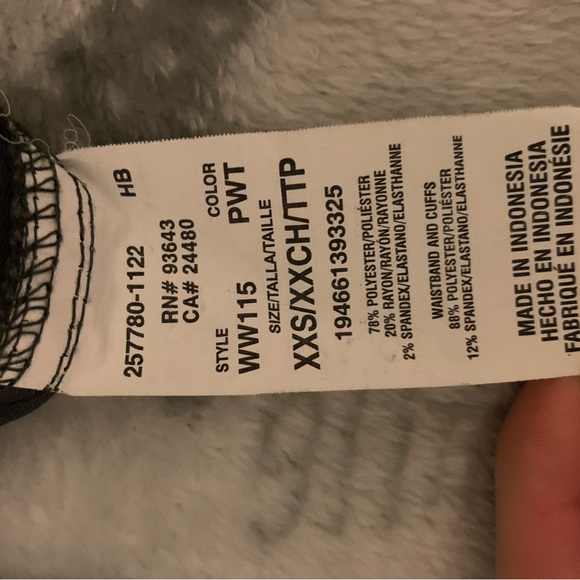 257780-1122 HB
RN# 93643
CA# 24480
STYLE COLOR
WW115 PWT
SIZE/TALLA/TAILLE
XXS/XXCH/TTP
194661393325
78% POLYESTER/POLIÉSTER
20% RAYON/RAYÓN/RAYONNE
2% SPANDEX/ELASTANO/ELASTHANNE
WAISTBAND AND CUFFS
88% POLYESTER/POLIÉSTER
12% SPANDEX/ELASTANO/ELASTHANNE
MADE IN INDONESIA
HECHO EN INDONESIA
FABRIQUÉ EN INDONÉSIE